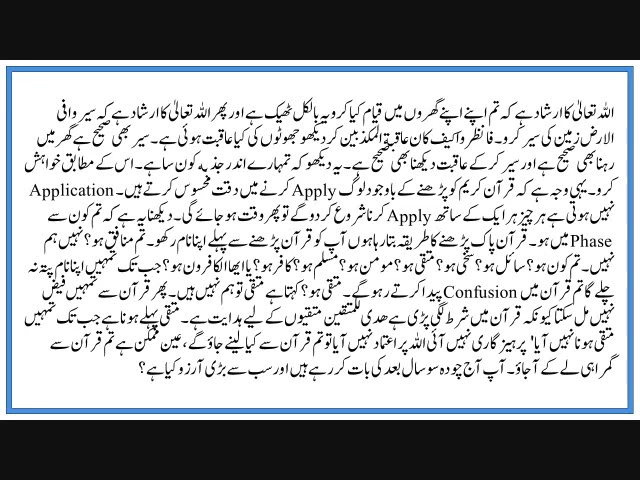 اللہ تعالیٰ کا ارشاد ہے کہ تم اپنے اپنے گھروں میں قیام کیا کرو یہ بالکل ٹھیک ہے اور پھر اللہ تعالیٰ کا ارشاد ہے کہ سیروا فی
الارض زمین کی سیر کرو۔ فانظروا کیف کان عاقبۃ المکذبین کر دیکھو جھوٹوں کی کیا عاقبت ہوئی ہے۔ سیر بھی صحیح ہے گھر میں
رہنا بھی صحیح ہے اور سیر کر کے عاقبت دیکھنا بھی صحیح ہے۔ یہ دیکھو کہ تمہارے اندر جذبہ کون سا ہے۔ اس کے مطابق خواہش
کرو۔ یہی وجہ ہے کہ قرآن کریم کو پڑھنے کے باوجود لوگ Apply کرنے میں دقت محسوس کرتے ہیں۔ Application
نہیں ہوتی ہے ہر چیز ہر ایک کے ساتھ Apply کرنا شروع کر دو گے تو پھر وقت ہو جائے گی۔ دیکھنا یہ ہے کہ تم کون سے
Phase میں ہو۔ قرآن پاک پڑھنے کا طریقہ بتا رہا ہوں آپ کو قرآن پڑھنے سے پہلے اپنا نام رکھو۔ تم منافق ہو؟ نہیں ہم
نہیں۔ تم کون ہو؟ سائل ہو؟ سخی ہو؟ متقی ہو؟ مومن ہو؟ مسلم ہو؟ کافر ہو؟ یا ایھا الکافرون ہو؟ جب تک تمہیں اپنا نام پتہ نہ
چلے گا تم قرآن میں Confusion پیدا کرتے رہو گے۔ متقی ہو؟ کہتا ہے متقی تو ہم نہیں ہیں۔ پھر قرآن سے تمہیں فیض
نہیں مل سکتا کیونکہ قرآن میں شرط لگی پڑی ہے ھدی للمتقین متقیوں کے لیے ہدایت ہے۔ متقی پہلے ہونا ہے جب تک تمہیں
متقی ہونا نہیں آیا' پرہیزگاری نہیں آئی اللہ پر اعتماد نہیں آیا تو تم قرآن سے کیا لینے جاؤ گے، عین ممکن ہے تم قرآن سے
گمراہی لے کے آ جاؤ۔ آپ آج چودہ سو سال بعد کی بات کر رہے ہیں اور سب سے بڑی آرزو کیا ہے؟